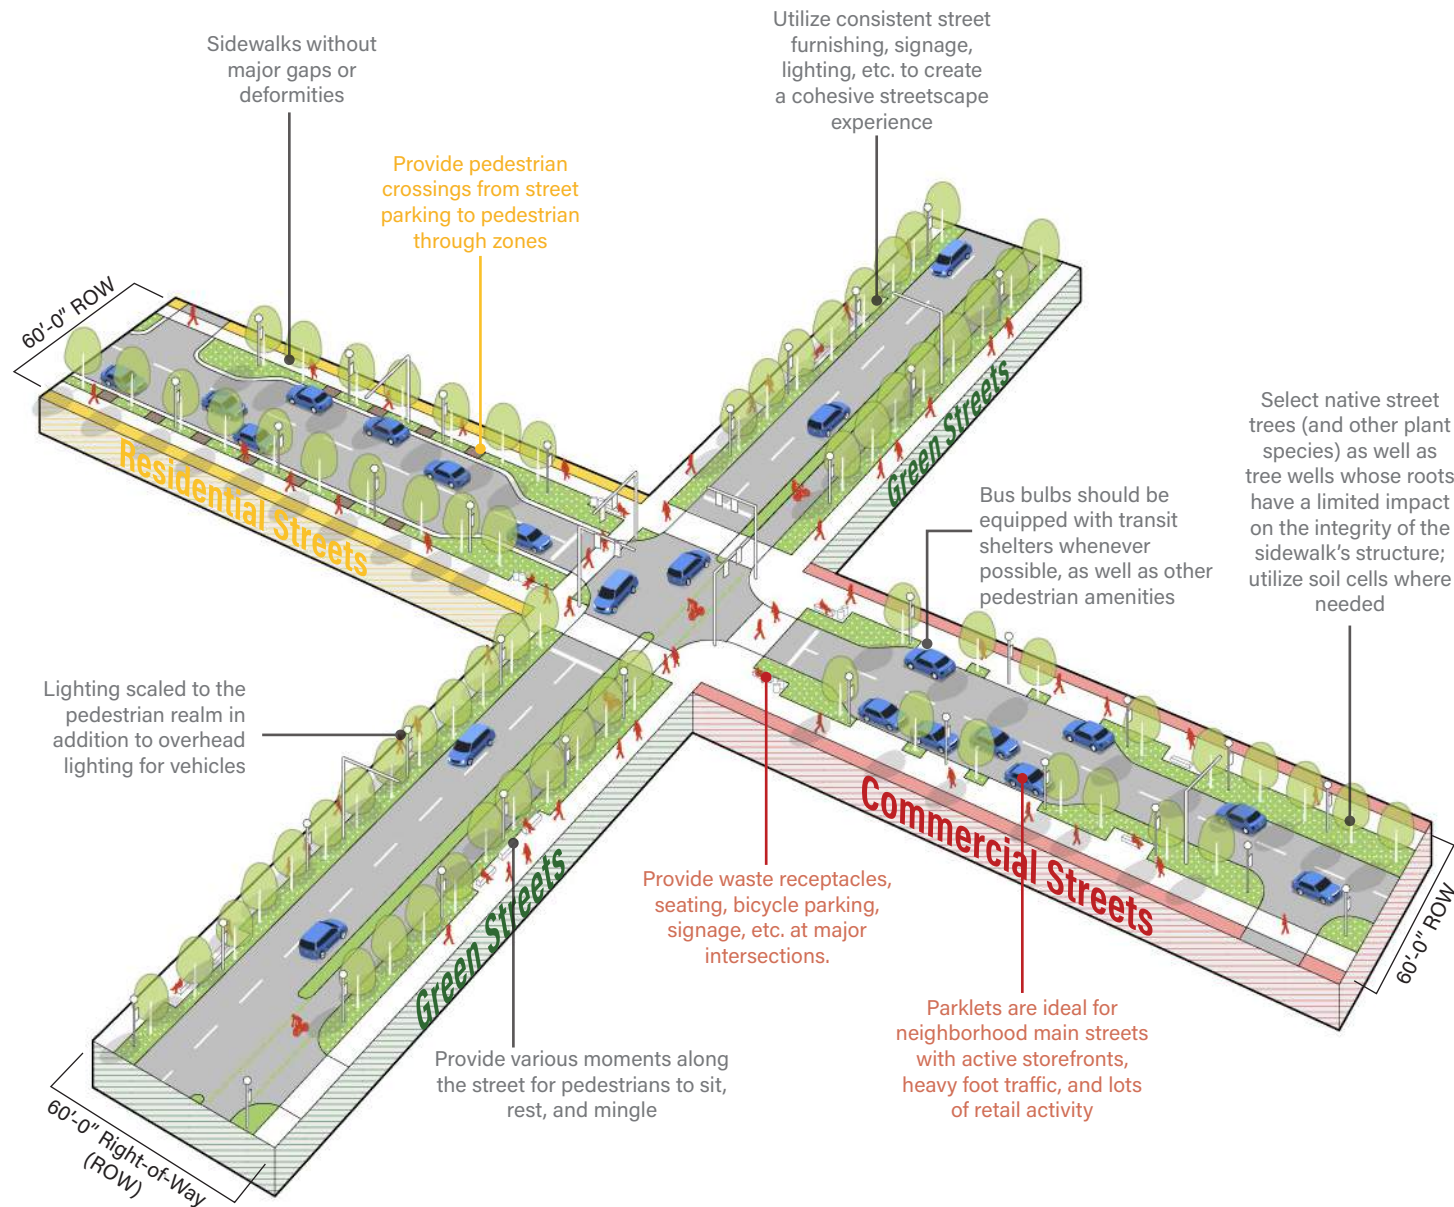 Utilize consistent street
furnishing, signage,
lighting, etc. to create
a cohesive streetscape
experience
Sidewalks without
major gaps or
deformities
Provide pedestrian
crossings from street
parking to pedestrian
through zones
60'-0" ROW
Residential Streets
Green Streets
Select native street
trees (and other plant
species) as well as
tree wells whose roots
have a limited impact
on the integrity of the
sidewalk's structure;
utilize soil cells where
needed
Bus bulbs should be
equipped with transit
shelters whenever
possible, as well as other
pedestrian amenities
Lighting scaled to the
pedestrian realm in
addition to overhead
lighting for vehicles
Commercial Streets
Green Streets
Provide waste receptacles,
seating, bicycle parking,
signage, etc. at major
intersections.
60'-0" ROW
Parklets are ideal for
neighborhood main streets
with active storefronts,
heavy foot traffic, and lots
of retail activity
Provide various moments along
the street for pedestrians to sit,
rest, and mingle
60'-0" Right-of-Way
(ROW)